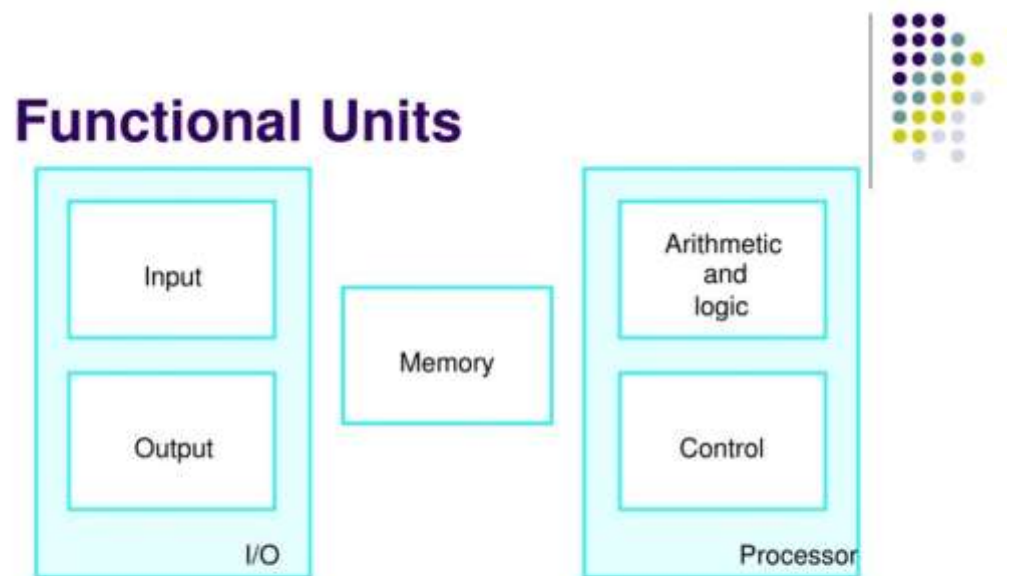 Functional Units
Input
Output
I/O
Memory
Arithmetic
and
logic
Control
Processor